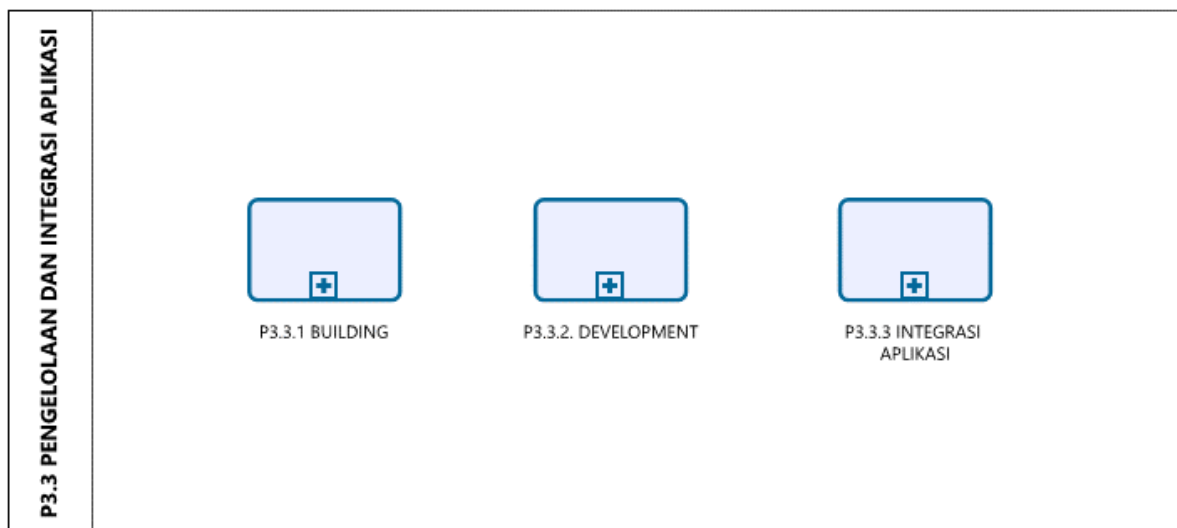 P3.3 PENGELOLAAN DAN INTEGRASI APLIKASI
P3.3.1 BUILDING
P3.3.2. DEVELOPMENT
P3.3.3 INTEGRASI
APLIKASI